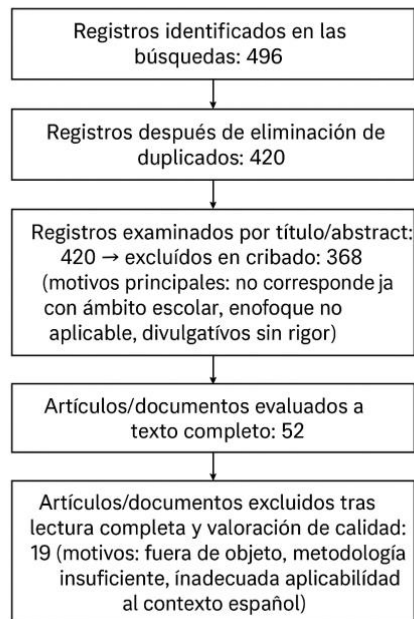 Registros identificados en las
búsquedas: 496
Registros después de eliminación de
duplicados: 420
Registros examinados por título/abstract:
420 → excluídos en cribado: 368
(motivos principales: no corresponde ja
con ámbito escolar, enofoque no
aplicable, divulgatívos sin rigor)
Artículos/documentos evaluados a
texto completo: 52
Artículos/documentos excluidos tras
lectura completa y valoración de calidad:
19 (motivos: fuera de objeto, metodología
insuficiente, ínadecuada aplicabilídad
al contexto español)